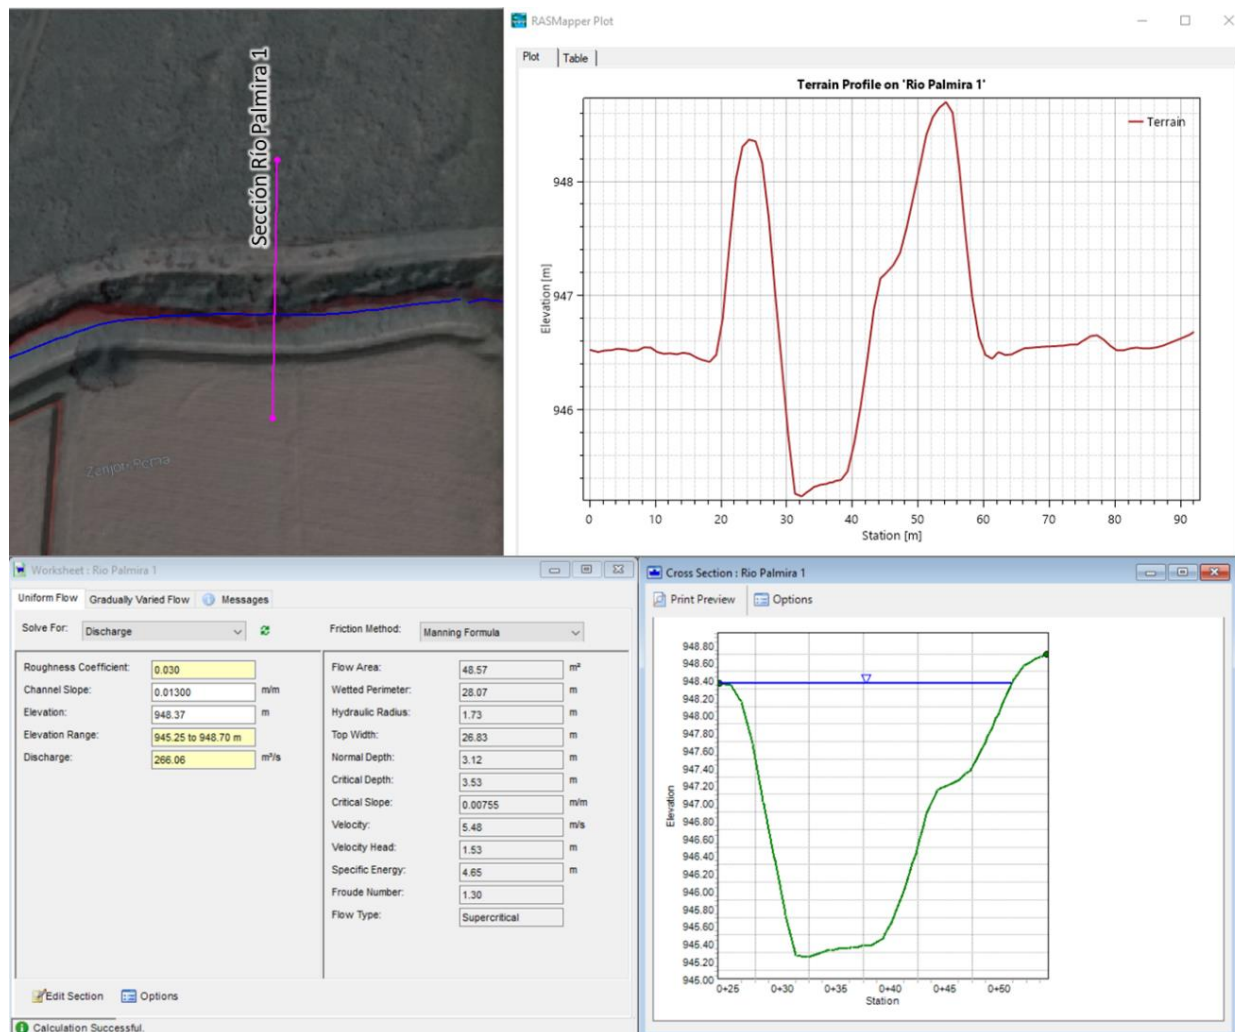 Sección Río Palmira 1
RASMapper Plot
Plot Table
Terrain Profile on 'Rio Palmira 1'
Terrain
948
947
946
Elevation [m]
0 10 20 30 40 50 60 70 80 90
Station [m]
Worksheet : Rio Palmira 1
Uniform Flow Gradually Varied Flow Messages
Solve For: Discharge Friction Method: Manning Formula
Roughness Coefficient: 0.030
Channel Slope: 0.01300 m/m
Elevation: 948.37 m
Elevation Range: 945.25 to 948.70 m
Discharge: 266.06 m³/s
Flow Area: 48.57 m²
Wetted Perimeter: 28.07 m
Hydraulic Radius: 1.73 m
Top Width: 26.83 m
Normal Depth: 3.12 m
Critical Depth: 3.53 m
Critical Slope: 0.00755 m/m
Velocity: 5.48 m/s
Velocity Head: 1.53 m
Specific Energy: 4.65 m
Froude Number: 1.30
Flow Type: Supercritical
Edit Section Options
Calculation Successful.
Cross Section : Rio Palmira 1
Print Preview Options
948.80
948.60
948.40
948.20
948.00
947.80
947.60
947.40
947.20
947.00
946.80
946.60
946.40
946.20
946.00
945.80
945.60
945.40
945.20
945.00
Elevation
0+25 0+30 0+35 0+40 0+45 0+50
Station